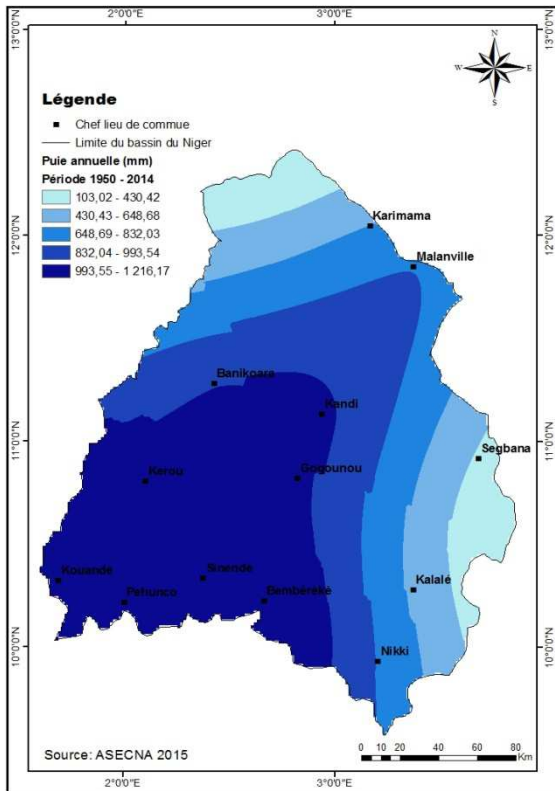 2°0'0"E 3°0'0"E
13°0'0"N 13°0'0"N
N
W E
S
Légende
Chef lieu de commue
Limite du bassin du Niger
Puie annuelle (mm)
Période 1950 - 2014
103,02 - 430,42
430,43 - 648,68
648,69 - 832,03
832,04 - 993,54
993,55 - 1 216,17
12°0'0"N 12°0'0"N
Karimama
Malanville
Banikoara
Kandi
11°0'0"N 11°0'0"N
Segbana
Gogounou
Kerou
Kouande
Sinende
Kalalé
Pehunco
Bembèrèkè
10°0'0"N 10°0'0"N
Nikki
Source: ASECNA 2015
0 10 20 40 60 80
Km
2°0'0"E 3°0'0"E